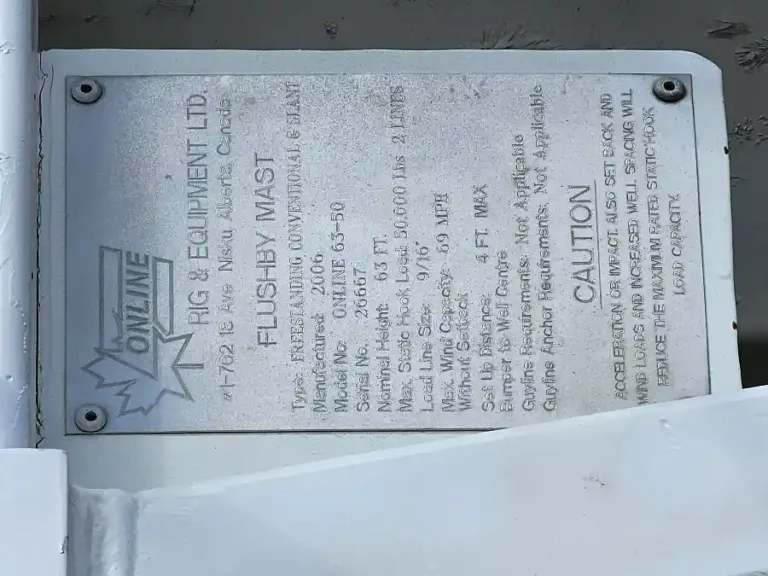 ONLINE
RIG & EQUIPMENT LTD.
#1-702 18 Ave Nisku Alberta, Canada
FLUSHBY MAST
Type: FREESTANDING CONVENTIONAL & SLANT
Manufactured: 2006.
Model No: ONLINE 63-50
Serial No. 26667.
Nominal Height: 63 FT.
Max. Static Hook Load: 50,000 Lbs 2 LINES
Load Line Size: 9/16"
Max. Wind Capacity: 69 MPH
Without Setback
Set Up Distance: 4 FT. MAX
Bumper to Well Centre
Guyline Requirements: Not Applicable
Guyline Anchor Requirements: Not Applicable
CAUTION
ACCELERATION OR IMPACT, ALSO SET BACK AND
WIND LOADS AND INCREASED WELL SPACING WILL
REDUCE THE MAXIMUM RATED STATIC HOOK
LOAD CAPACITY.